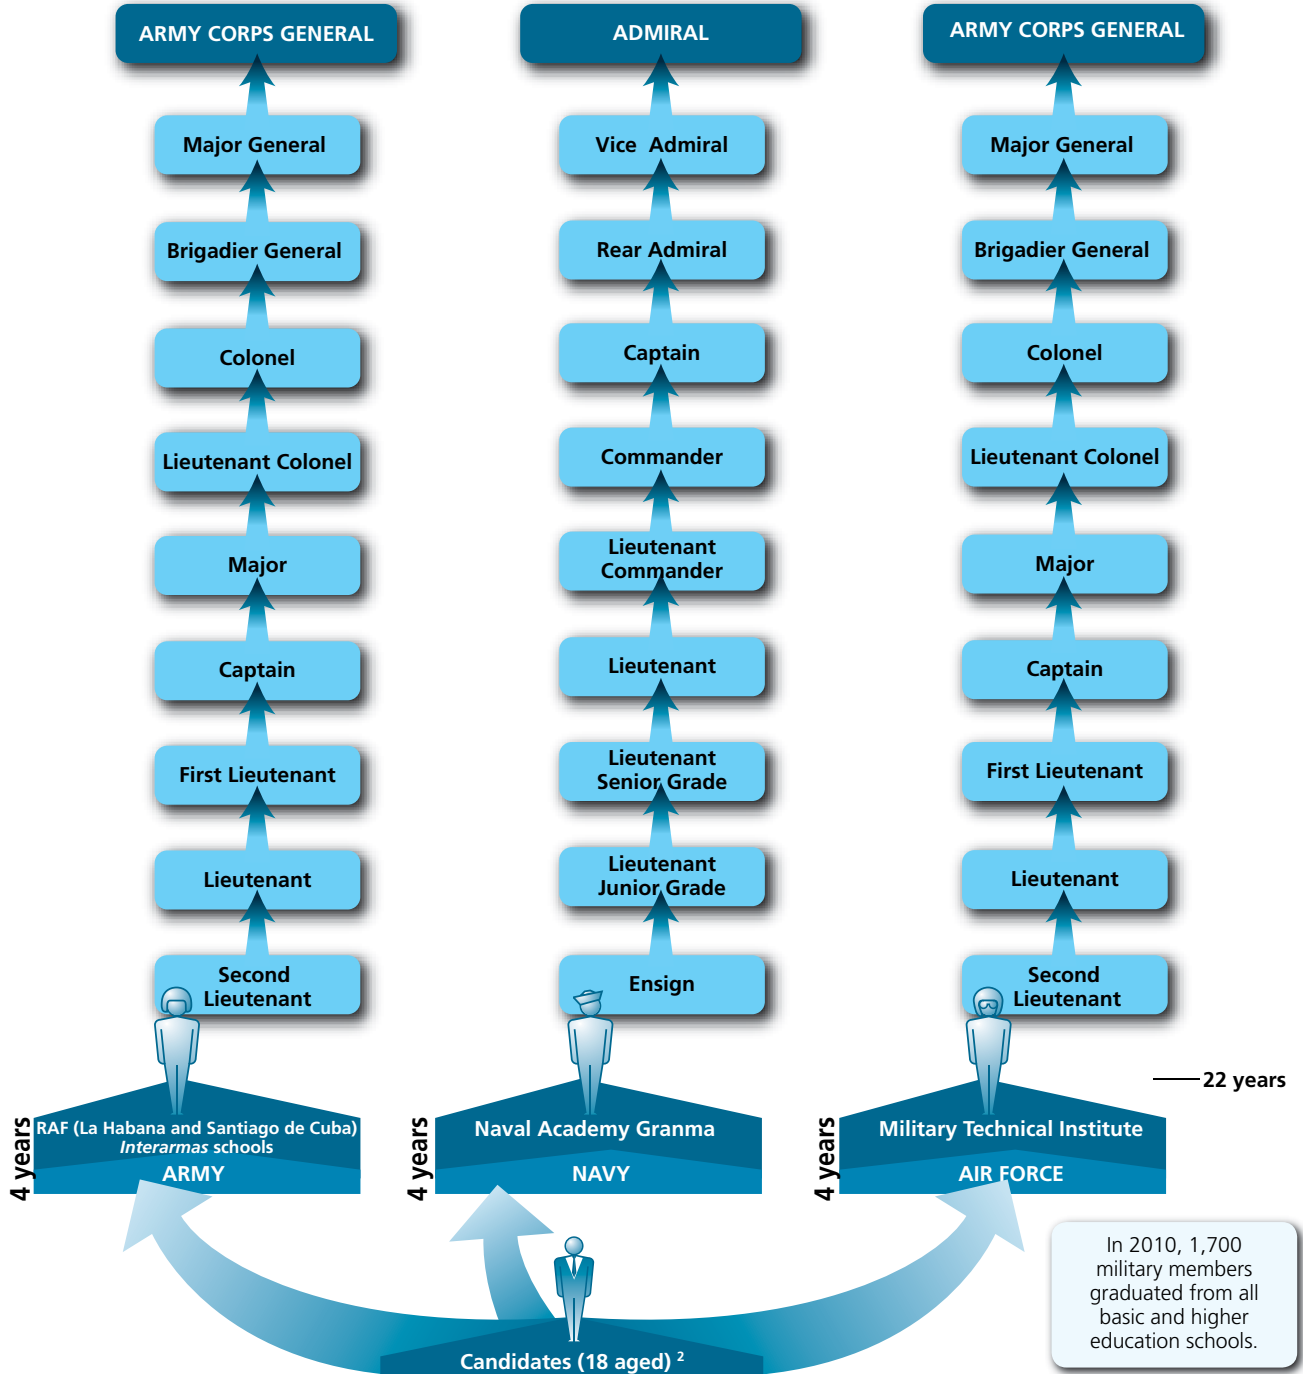 ARMY CORPS GENERAL
Major General
Brigadier General
Colonel
Lieutenant Colonel
Major
Captain
First Lieutenant
Lieutenant
Second
Lieutenant
4 years
RAF (La Habana and Santiago de Cuba)
Interarmas schools
ARMY
ADMIRAL
Vice Admiral
Rear Admiral
Captain
Commander
Lieutenant
Commander
Lieutenant
Lieutenant
Senior Grade
Lieutenant
Junior Grade
Ensign
4 years
Naval Academy Granma
NAVY
ARMY CORPS GENERAL
Major General
Brigadier General
Colonel
Lieutenant Colonel
Major
Captain
First Lieutenant
Lieutenant
Second
Lieutenant
22 years
4 years
Military Technical Institute
AIR FORCE
Candidates (18 aged) 2
In 2010, 1,700
military members
graduated from all
basic and higher
education schools.